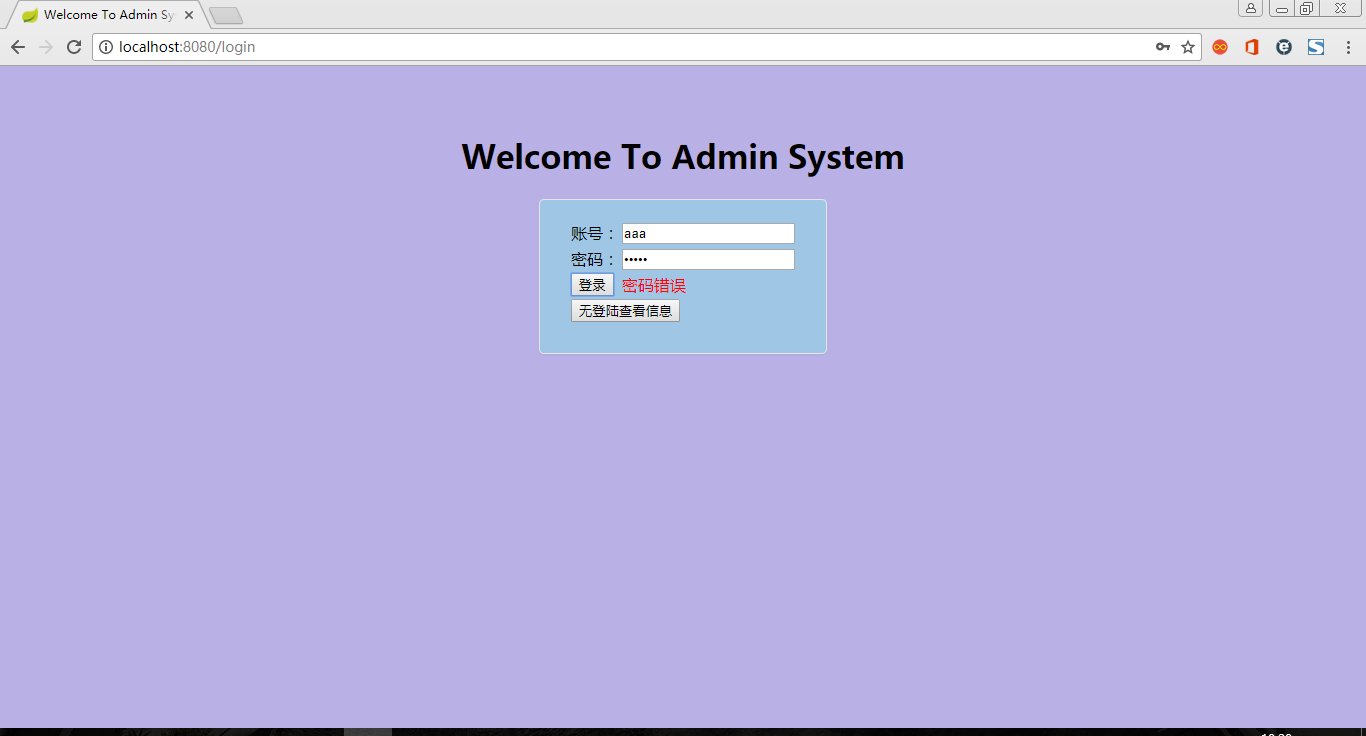 Welcome To Admin Sy
localhost:8080/login
Welcome To Admin System
账号： aaa
密码： •••••
登录 密码错误
无登陆查看信息